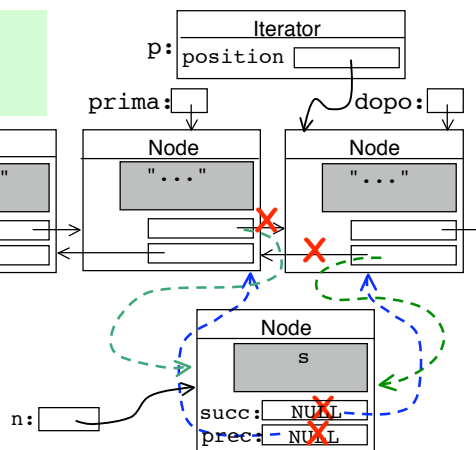 Iterator
p:
position
prima:
dopo:
Node
Node
"
"..."
"..."
Node
s
n:
succ: NULL
prec: NULL